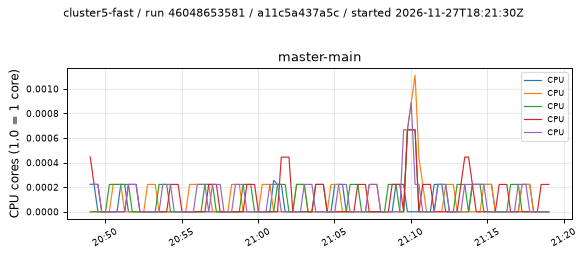 cluster5-fast / run 46048653581 / a11c5a437a5c / started 2026-11-27T18:21:30Z
master-main
CPU cores (1.0 = 1 core)
0.0010
0.0008
0.0006
0.0004
0.0002
0.0000
CPU
CPU
CPU
CPU
CPU
20:50
20:55
21:00
21:05
21:10
21:15
21:20